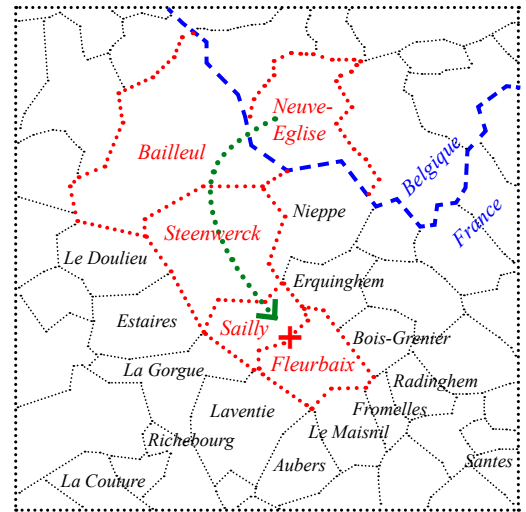 Neuve-
Eglise
Bailleul
Belgique
France
Nieppe
Steenwerck
Le Doulieu
Erquinghem
Estaires
Sailly
Bois-Grenier
Fleurbaix
La Gorgue
Radinghem
Laventie
Fromelles
Le Maisnil
Richebourg
Aubers
Santes
La Couture